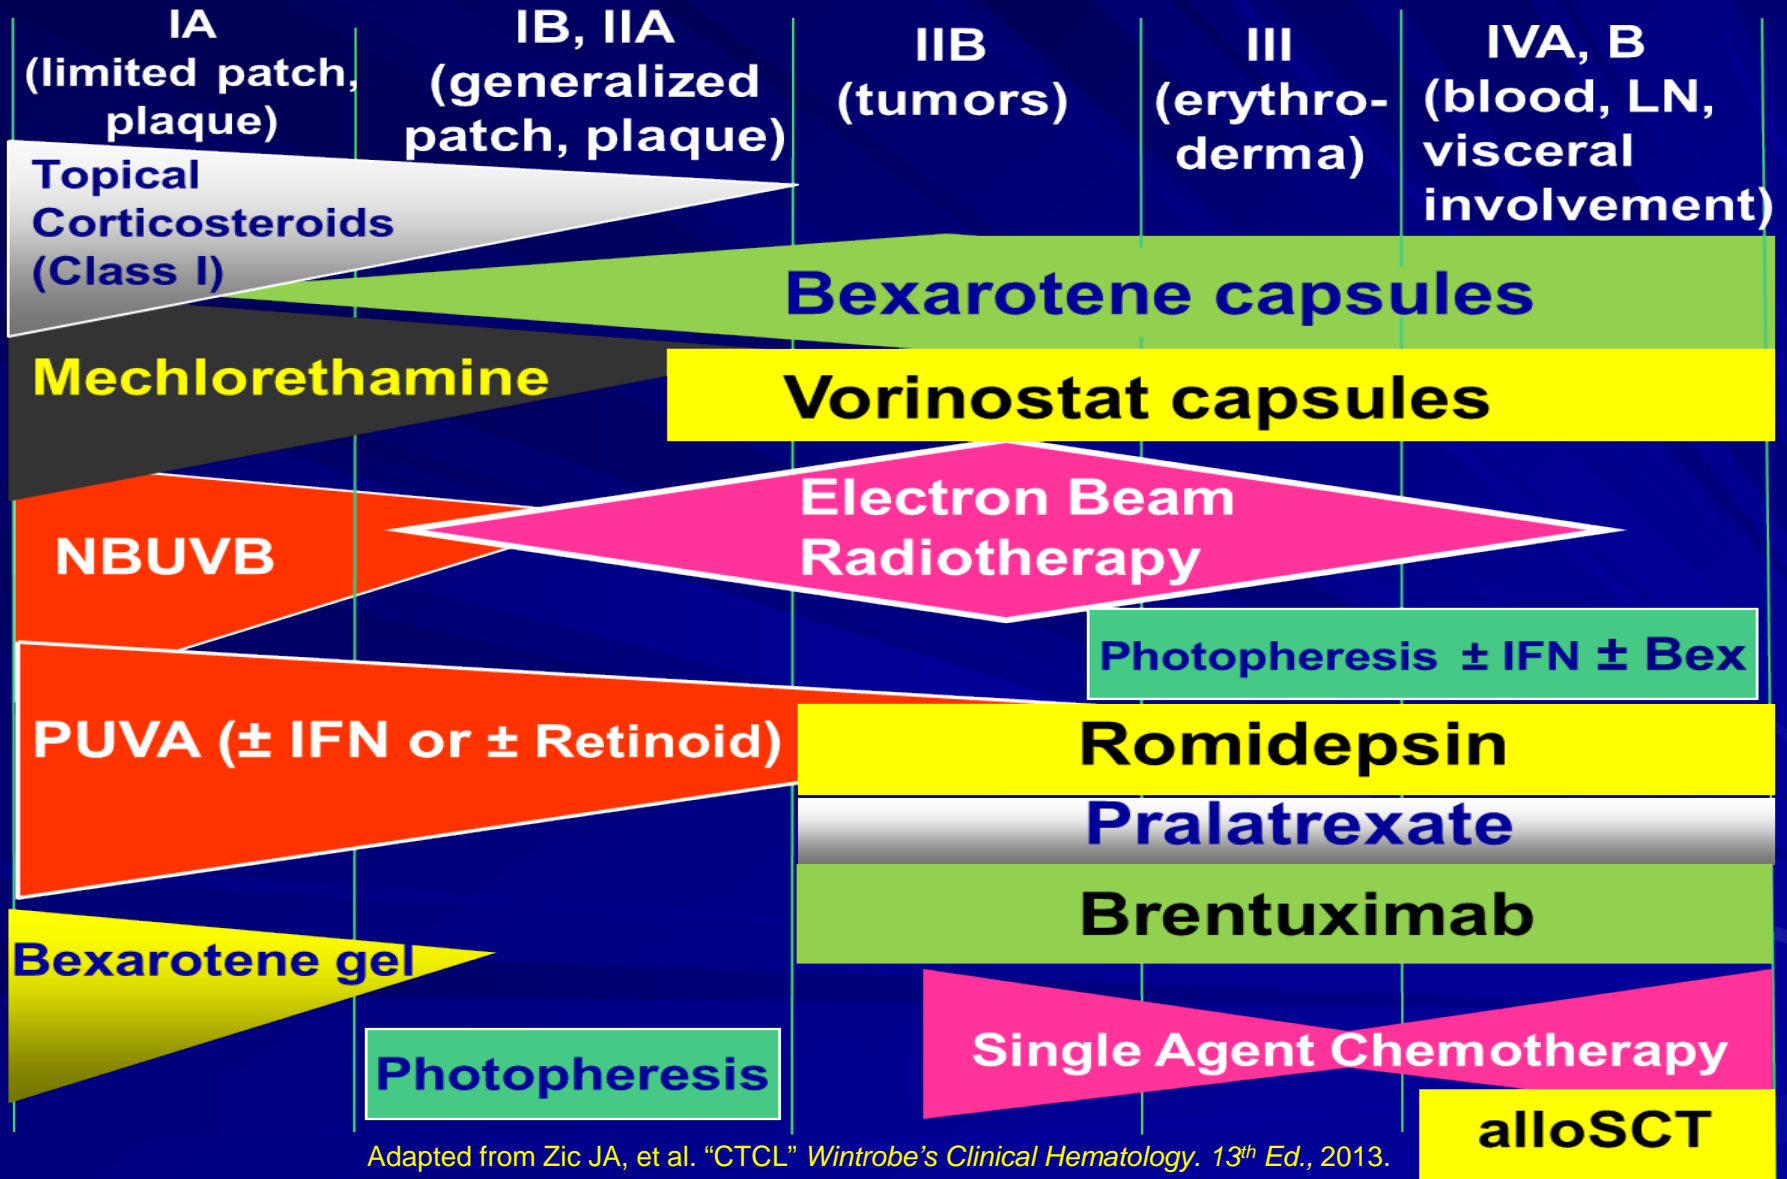 IA
(limited patch,
plaque)
IB, IIA
(generalized
patch, plaque)
IIB
(tumors)
III
(erythro-
derma)
IVA, B
(blood, LN,
visceral
involvement)
Topical
Corticosteroids
(Class I)
Bexarotene capsules
Mechlorethamine
Vorinostat capsules
Electron Beam
Radiotherapy
NBUVB
Photopheresis ± IFN ± Bex
PUVA (± IFN or ± Retinoid)
Romidepsin
Pralatrexate
Brentuximab
Bexarotene gel
Single Agent Chemotherapy
Photopheresis
alloSCT
Adapted from Zic JA, et al. “CTCL” Wintrobe’s Clinical Hematology. 13th Ed., 2013.